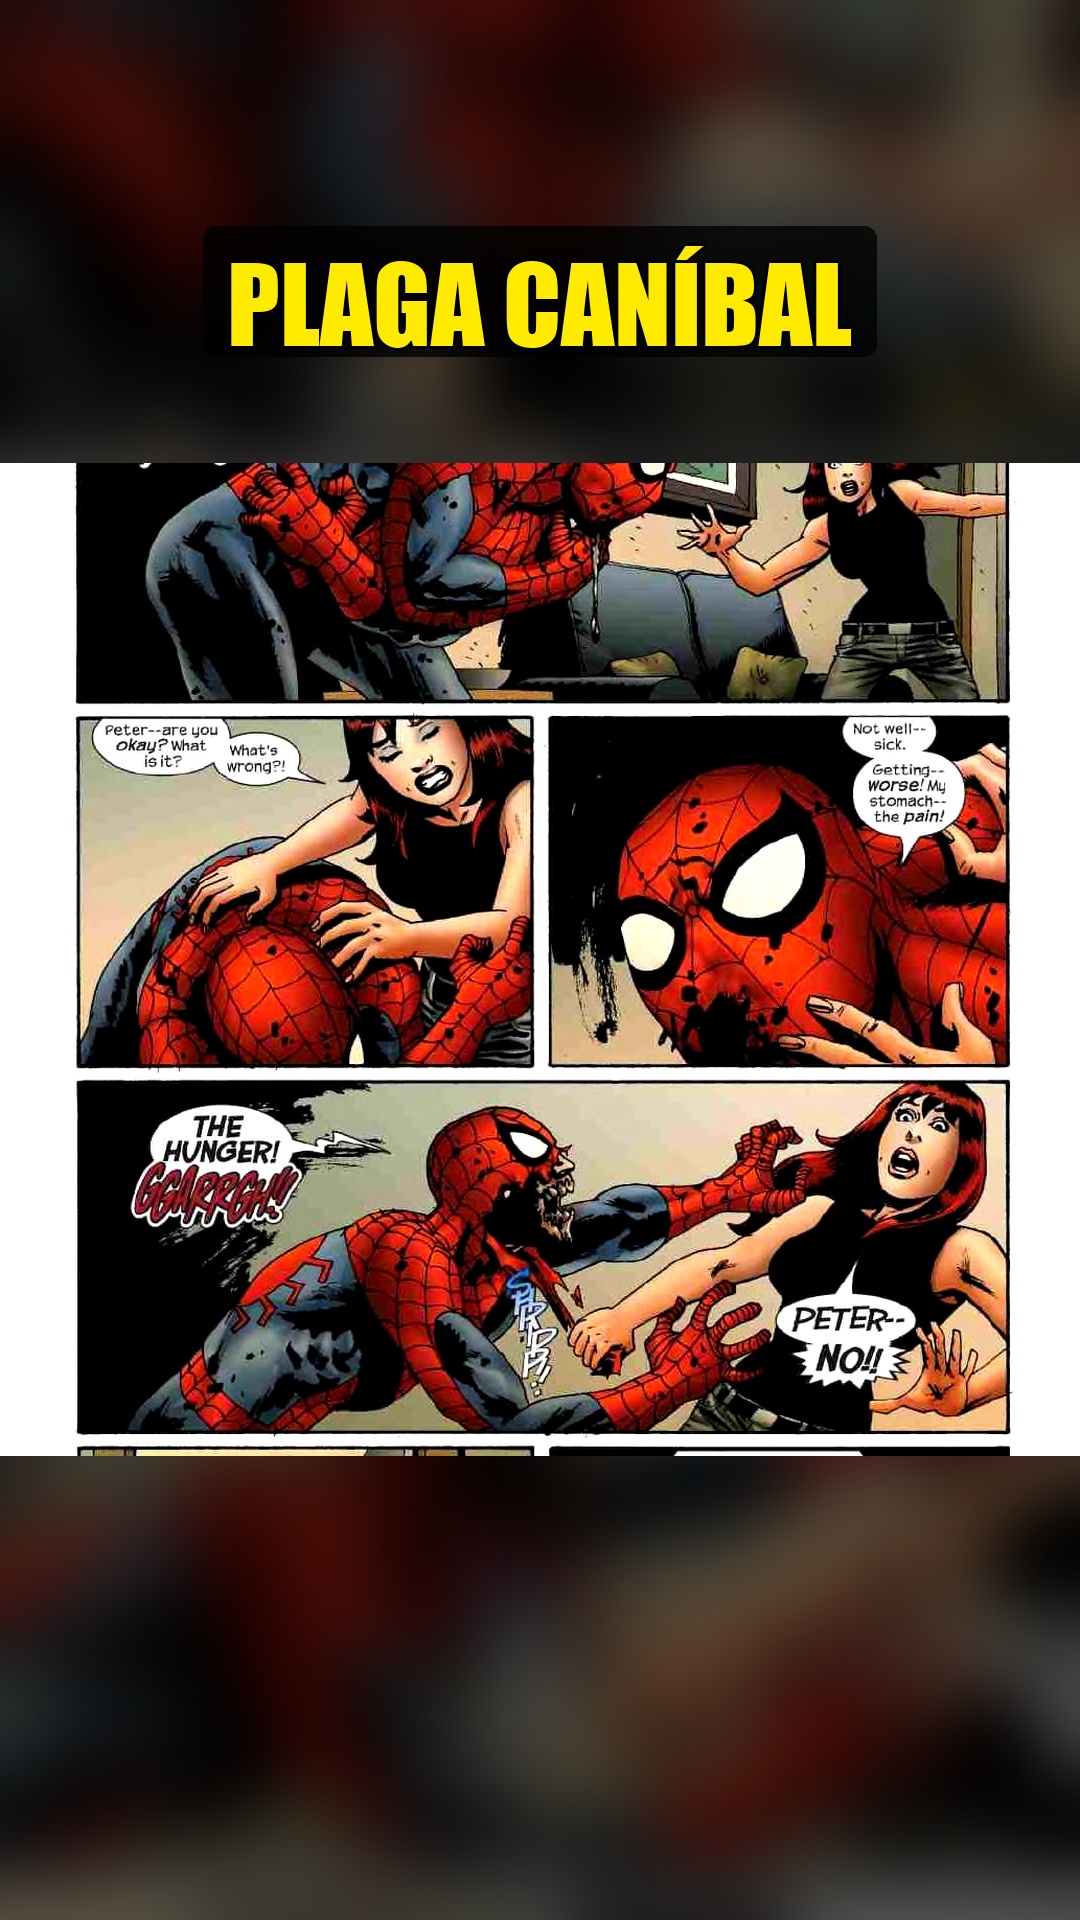 PLAGA CANÍBAL
Peter--are you
okay? What
is it?
What's
wrong?!
Not well--
sick.
Getting--
worse! My
stomach--
the pain!
THE
HUNGER!
GGARRGH!!
PETER--
NO!!